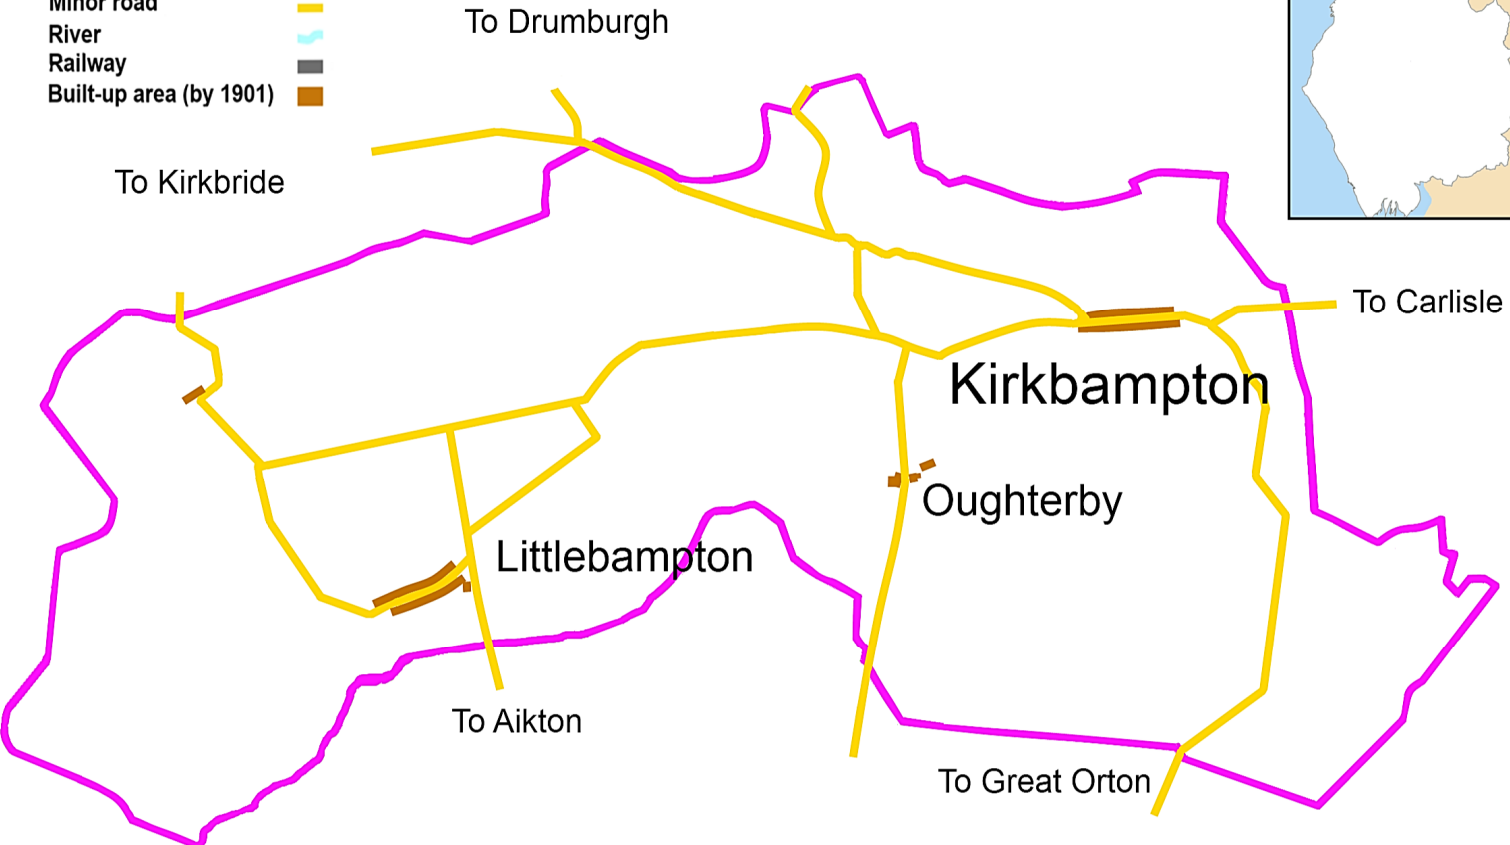 Minor road
To Drumburgh
River
Railway
Built-up area (by 1901)
To Kirkbride
To Carlisle
Kirkbampton
Oughterby
Littlebampton
To Aikton
To Great Orton